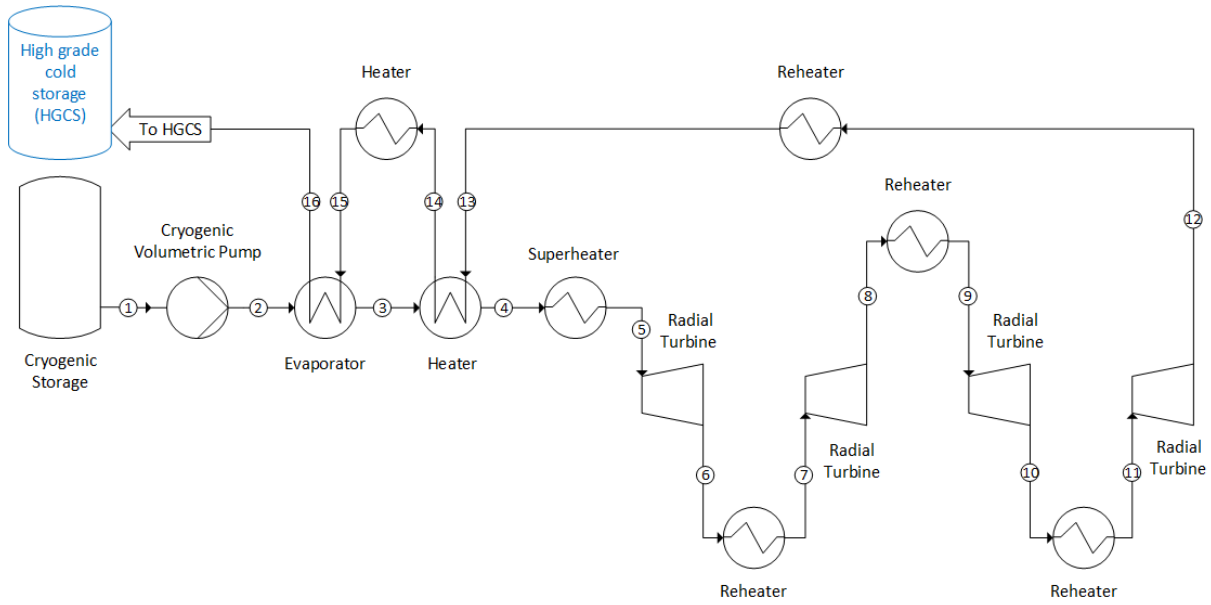 High grade
cold
storage
(HGCS)
To HGCS
Heater
Reheater
16
15
14
13
12
Cryogenic
Volumetric Pump
Superheater
Reheater
1
2
3
4
5
8
9
Cryogenic
Storage
Evaporator
Heater
Radial
Turbine
Radial
Turbine
6
7
Radial
Turbine
10
11
Radial
Turbine
Reheater
Reheater